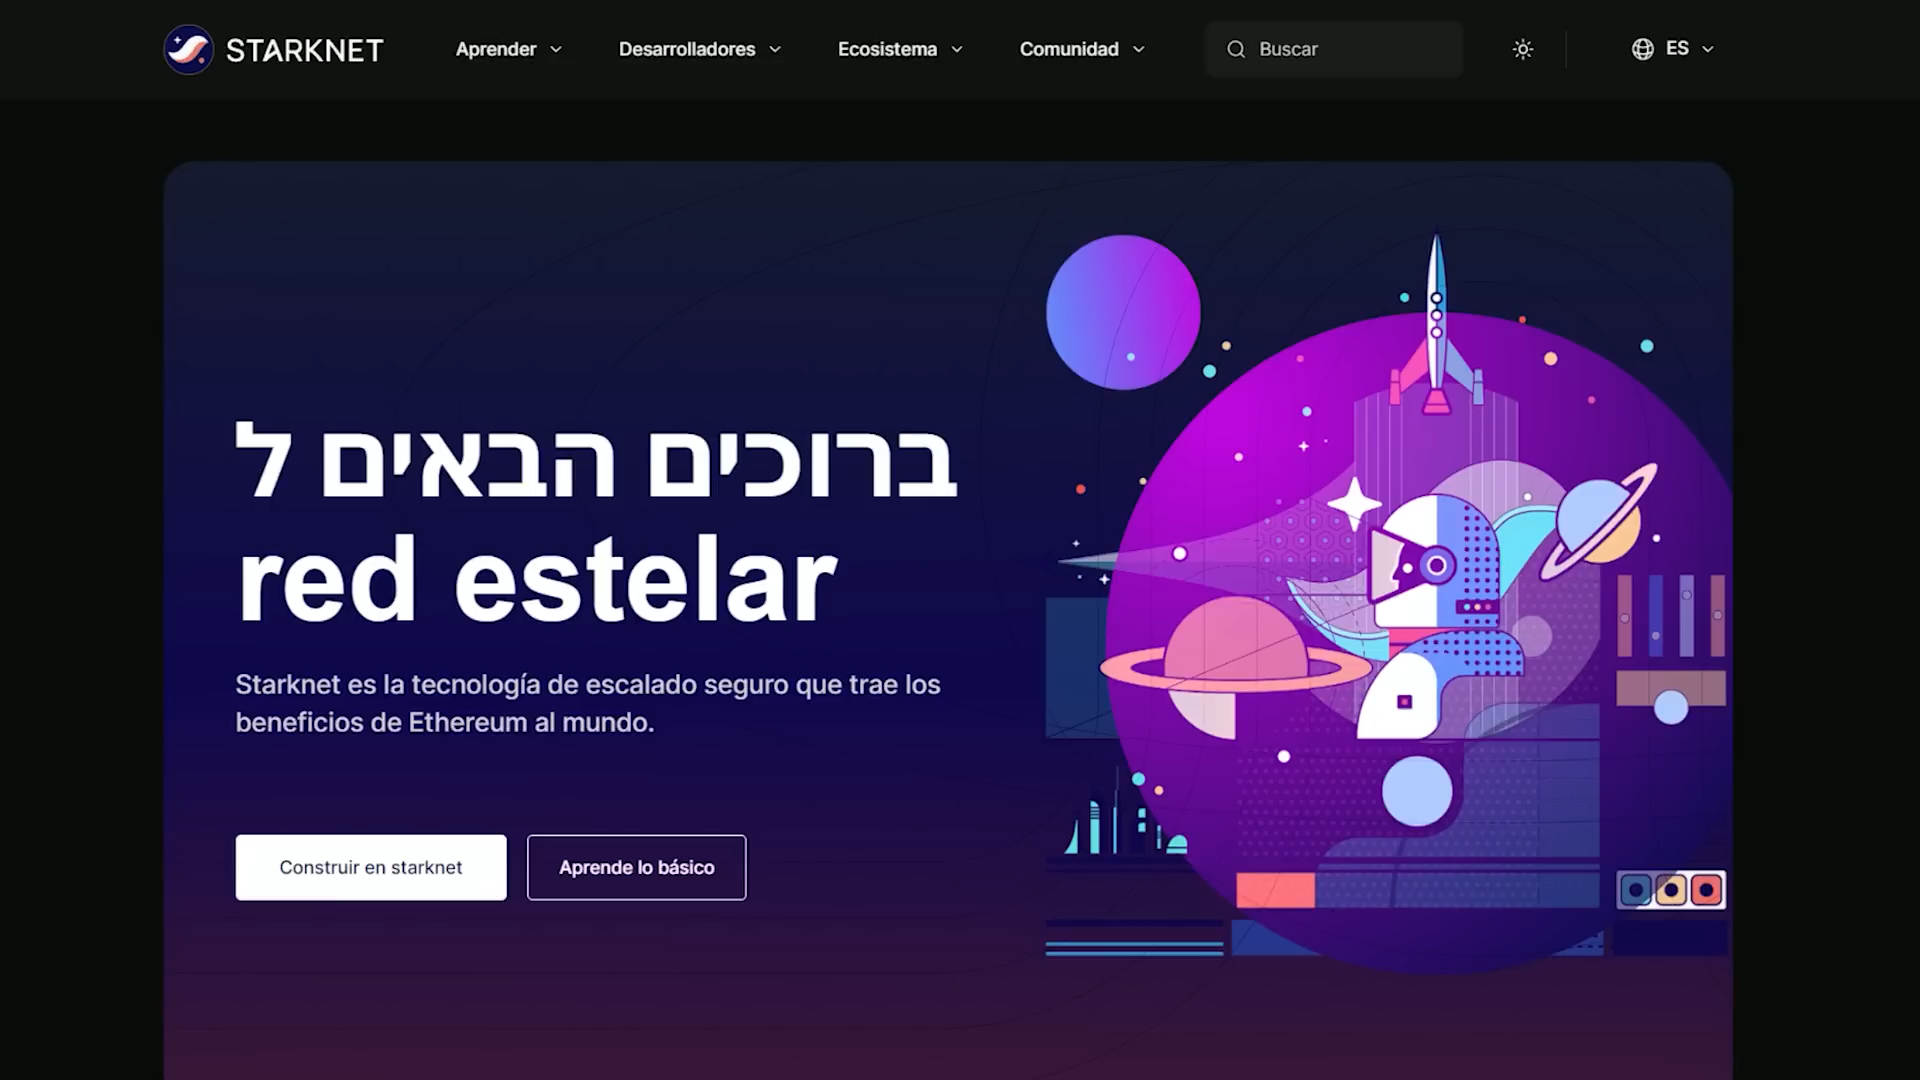 STARKNET
Aprender
Desarrolladores
Ecosistema
Comunidad
Buscar
ES
ברוכים הבאים ל
red estelar
Starknet es la tecnología de escalado seguro que trae los
beneficios de Ethereum al mundo.
Construir en starknet
Aprende lo básico